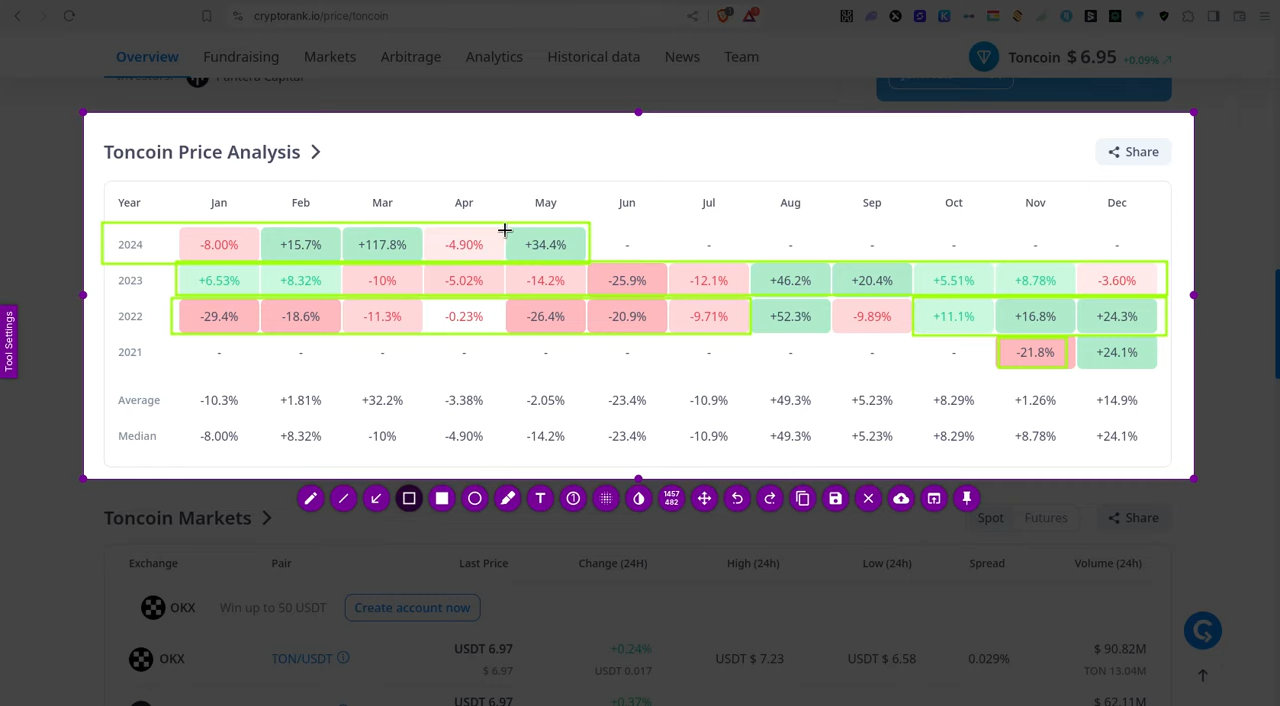 cryptorank.io/price/toncoin
Overview Fundraising Markets Arbitrage Analytics Historical data News Team Toncoin $ 6.95 +0.09%
Investors: Pantera Capital
Toncoin Price Analysis Share
Year Jan Feb Mar Apr May Jun Jul Aug Sep Oct Nov Dec
2024 -8.00% +15.7% +117.8% -4.90% +34.4% - - - - - - -
2023 +6.53% +8.32% -10% -5.02% -14.2% -25.9% -12.1% +46.2% +20.4% +5.51% +8.78% -3.60%
2022 -29.4% -18.6% -11.3% -0.23% -26.4% -20.9% -9.71% +52.3% -9.89% +11.1% +16.8% +24.3%
2021 - - - - - - - - - - -21.8% +24.1%
Average -10.3% +1.81% +32.2% -3.38% -2.05% -23.4% -10.9% +49.3% +5.23% +8.29% +1.26% +14.9%
Median -8.00% +8.32% -10% -4.90% -14.2% -23.4% -10.9% +49.3% +5.23% +8.29% +8.78% +24.1%
Tool Settings
T 1 1457
482
Toncoin Markets Spot Futures Share
Exchange Pair Last Price Change (24H) High (24h) Low (24h) Spread Volume (24h)
OKX Win up to 50 USDT Create account now
OKX TON/USDT USDT 6.97 +0.24% USDT $ 7.23 USDT $ 6.58 0.029% $ 90.82M
$ 6.97 USDT 0.017 TON 13.04M
USDT 6.97 +0.37% $ 62.11M